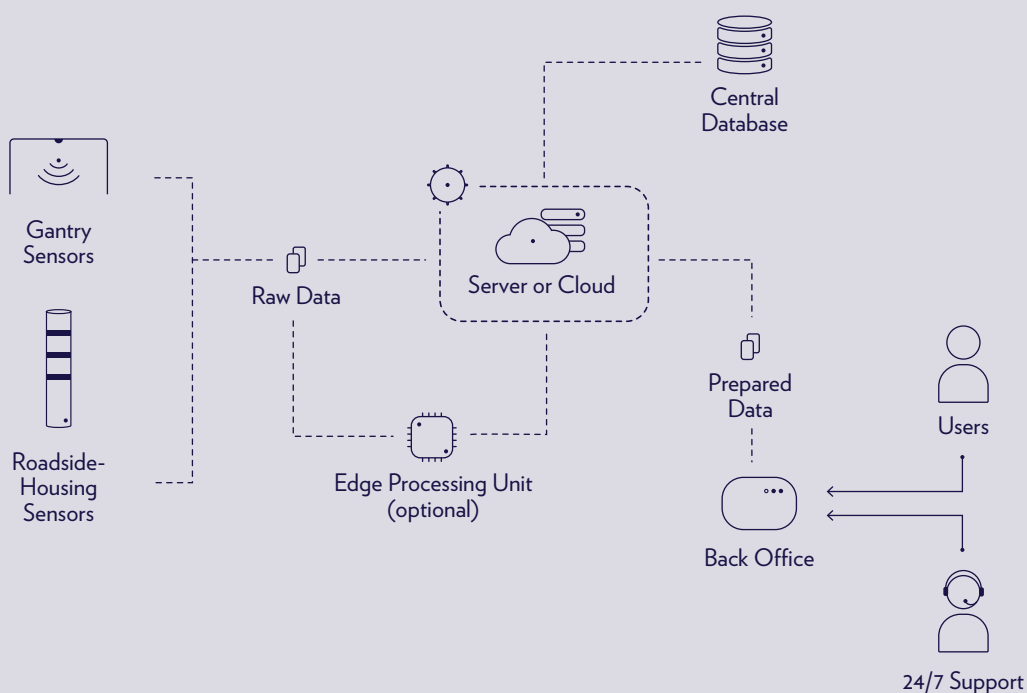 Central
Database
Gantry
Sensors
Raw Data
Server or Cloud
Prepared
Data
Users
Roadside-
Housing
Sensors
Edge Processing Unit
(optional)
Back Office
24/7 Support